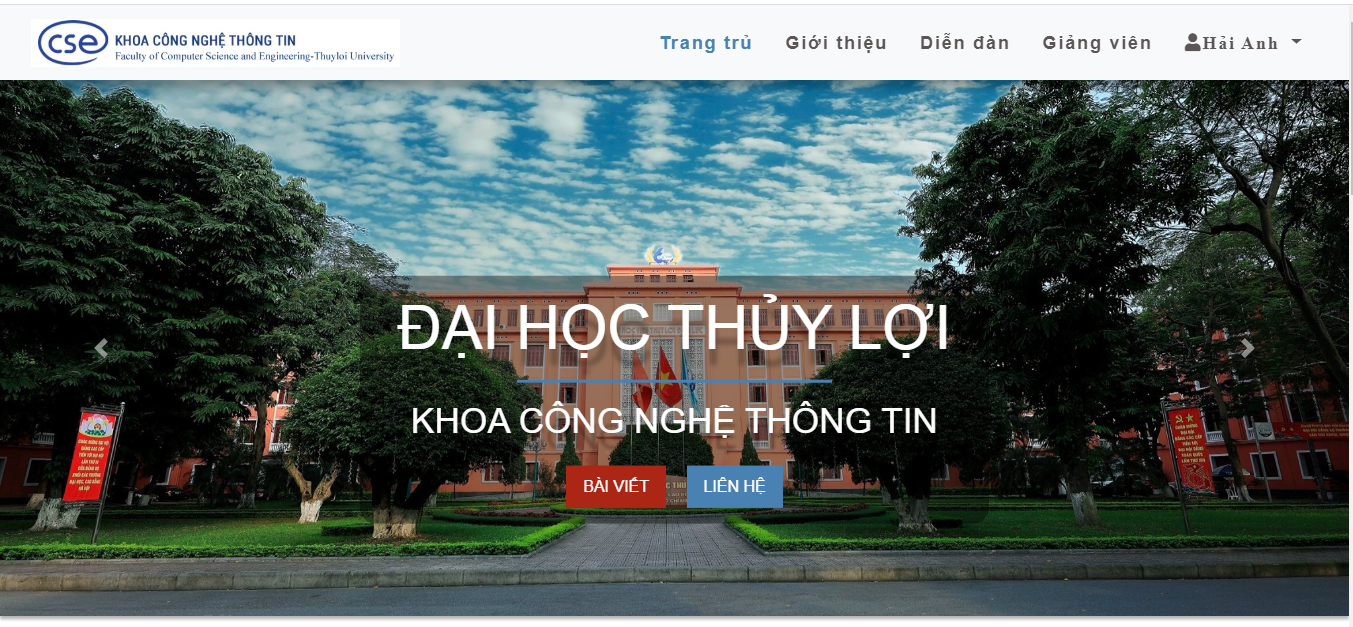 cse
KHOA CÔNG NGHỆ THÔNG TIN
Faculty of Computer Science and Engineering-Thuyloi University
Trang trủ
Giới thiệu
Diễn đàn
Giảng viên
Hải Anh
ĐẠI HỌC THỦY LỢI
KHOA CÔNG NGHỆ THÔNG TIN
BÀI VIẾT
LIÊN HỆ